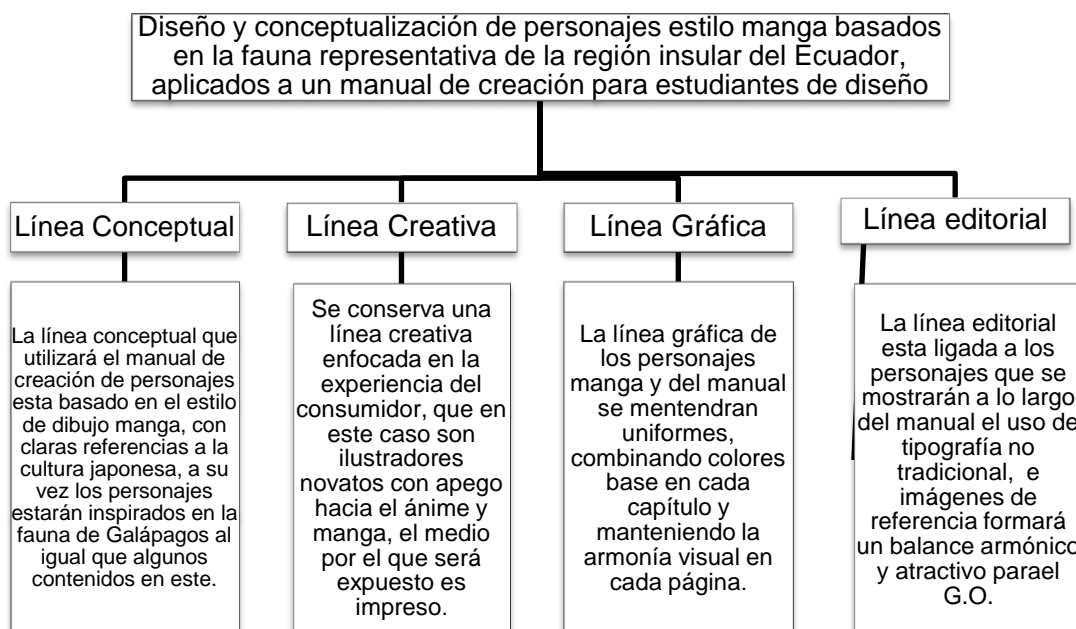 Diseño y conceptualización de personajes estilo manga basados
en la fauna representativa de la región insular del Ecuador,
aplicados a un manual de creación para estudiantes de diseño
Línea Conceptual
La línea conceptual que
utilizará el manual de
creación de personajes
esta basado en el estilo
de dibujo manga, con
claras referencias a la
cultura japonesa, a su
vez los personajes
estarán inspirados en la
fauna de Galápagos al
igual que algunos
contenidos en este.
Línea Creativa
Se conserva una
línea creativa
enfocada en la
experiencia del
consumidor, que en
este caso son
ilustradores
novatos con apego
hacia el ánime y
manga, el medio
por el que será
expuesto es
impreso.
Línea Gráfica
La línea gráfica de
los personajes
manga y del manual
se mentendran
uniformes,
combinando colores
base en cada
capítulo y
manteniendo la
armonía visual en
cada página.
Línea editorial
La línea editorial
esta ligada a los
personajes que se
mostrarán a lo largo
del manual el uso de
tipografía no
tradicional, e
imágenes de
referencia formará
un balance armónico
y atractivo parael
G.O.